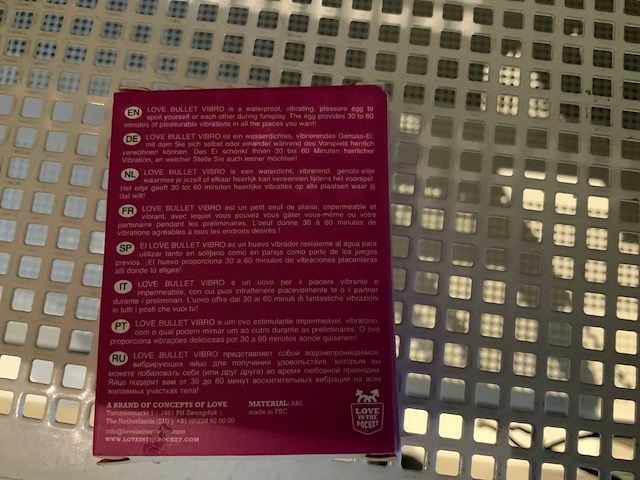 EN LOVE BULLET VIBRO is a waterproof, vibrating, pleasure egg to
spoil yourself or each other during foreplay. The egg provides 30 to 60
minutes of pleasurable vibrations in all the places you want!
DE LOVE BULLET VIBRO ist ein wasserdichtes, vibrierendes Genuss-Ei,
mit dem Sie sich selbst oder einander während des Vorspiels herrlich
verwöhnen können. Das Ei schenkt Ihnen 30 bis 60 Minuten herrlicher
Vibration, an welcher Stelle Sie auch immer möchten!
NL LOVE BULLET VIBRO is een waterdicht, vibrerend, genots-eitje
waarmee je jezelf of elkaar heerlijk kan verwennen tijdens het voorspel.
Het eitje geeft 30 tot 60 minuten heerlijke vibraties op alle plaatsen waar jij
dat wilt!
FR LOVE BULLET VIBRO est un petit oeuf de plaisir, imperméable et
vibrant, avec lequel vous pouvez vous gâter vous-même ou votre
partenaire pendant les préliminaires. L'oeuf donne 30 à 60 minutes de
vibrations agréables à tous les endroits désirés !
SP El LOVE BULLET VIBRO es un huevo vibrador resistente al agua para
utilizar tanto en solitario como en pareja como parte de los juegos
previos. ¡El huevo proporciona 30 a 60 minutos de vibraciones placenteras
allí donde tú eliges!
IT LOVE BULLET VIBRO è un uovo per il piacere vibrante e
impermeabile, con cui puoi intrattenere piacevolmente te o il partner
durante i preliminari. L'uovo offre dai 30 ai 60 minuti di fantastiche vibrazioni
in tutti i posti che vuoi tu!
PT LOVE BULLET VIBRO é um ovo estimulante impermeável, vibratório,
com o qual podem mimar um ao outro durante as preliminares. O ovo
proporciona vibrações deliciosas por 30 a 60 minutos aonde quiserem!
RU LOVE BULLET VIBRO представляет собой водонепроницаемое,
вибрирующее яйцо для получения удовольствия, которым вы
можете побаловать себя (или друг друга) во время любовной прелюдии.
Яйцо подарит вам от 30 до 60 минут восхитительных вибраций на всех
желаемых участках тела!
A BRAND OF CONCEPTS OF LOVE
1681 PH Zwaagdijk
The Netherlands (EU) | +31 (0)228 82 00 00
WWW.LOVEINTHEPOCKET.COM
MATERIAL: ABS
made in PRC
LOVE
IN THE
POCKET